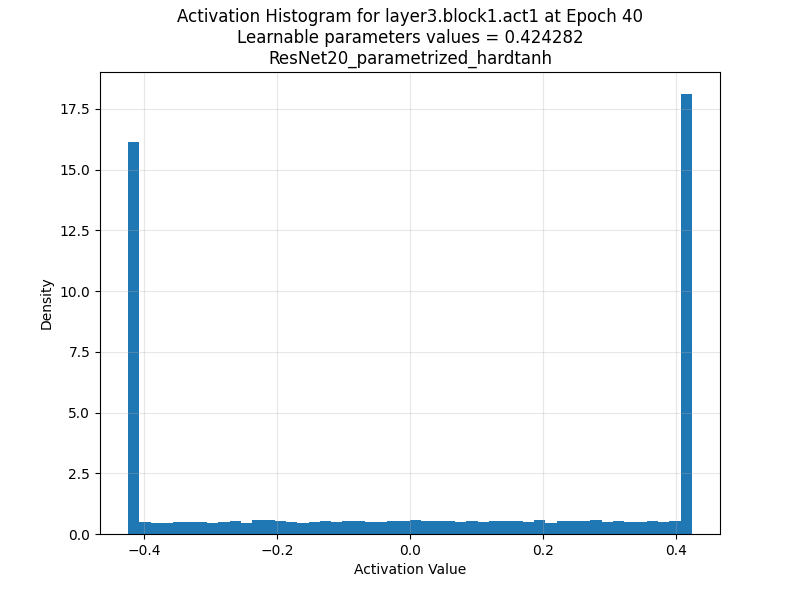 Activation Histogram for layer3.block1.act1 at Epoch 40
Learnable parameters values = 0.424282
ResNet20_parametrized_hardtanh
17.5
15.0
12.5
10.0
7.5
5.0
2.5
0.0
Density
−0.4
−0.2
0.0
0.2
0.4
Activation Value